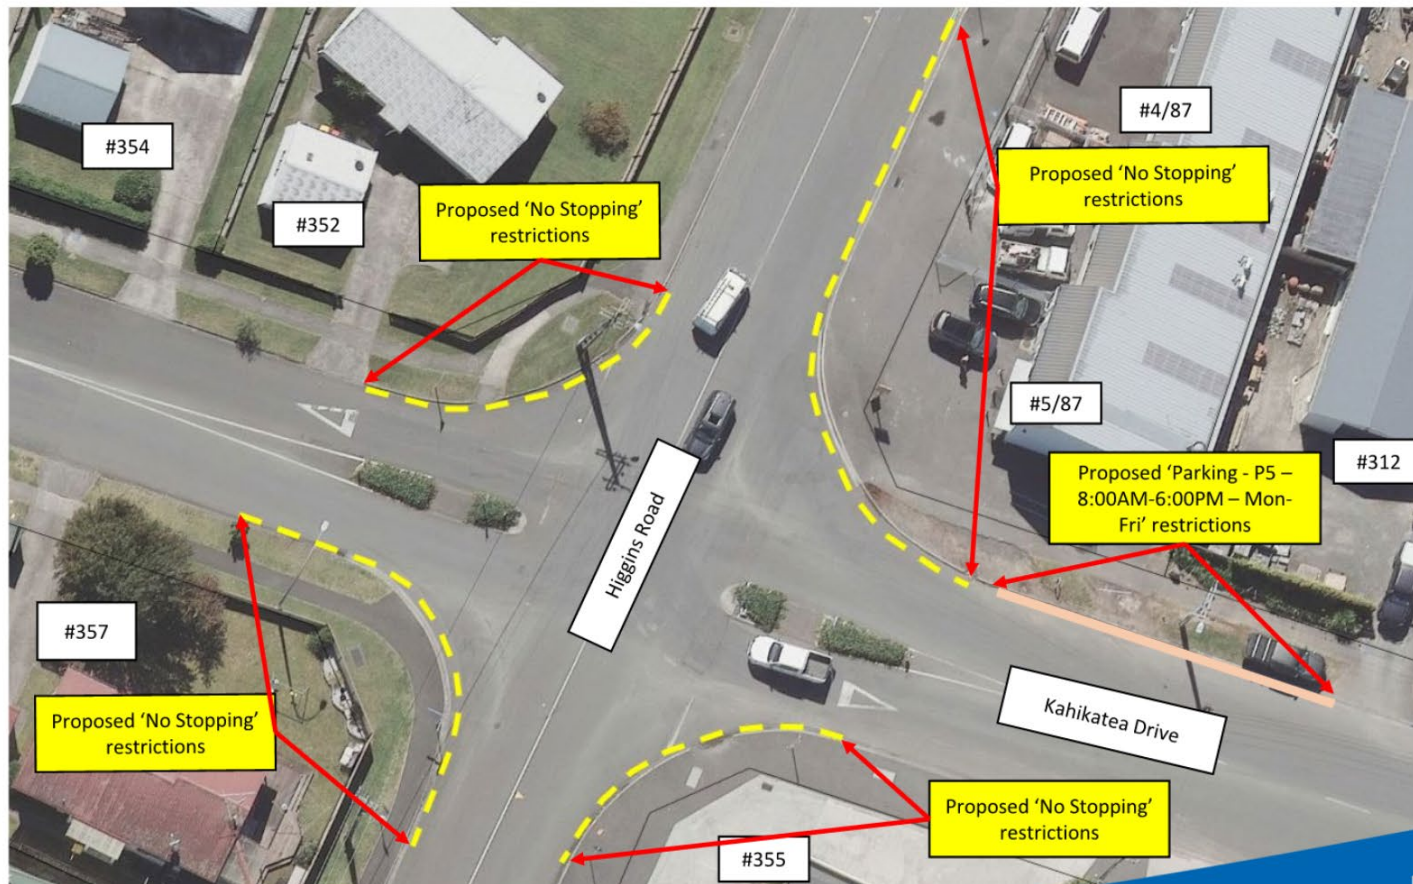 #354
#4/87
Proposed ‘No Stopping’
restrictions
#352
Proposed ‘No Stopping’
restrictions
#5/87
Proposed ‘Parking - P5 –
8:00AM-6:00PM – Mon-
Fri’ restrictions
#312
Higgins Road
#357
Proposed ‘No Stopping’
restrictions
Kahikatea Drive
Proposed ‘No Stopping’
restrictions
#355